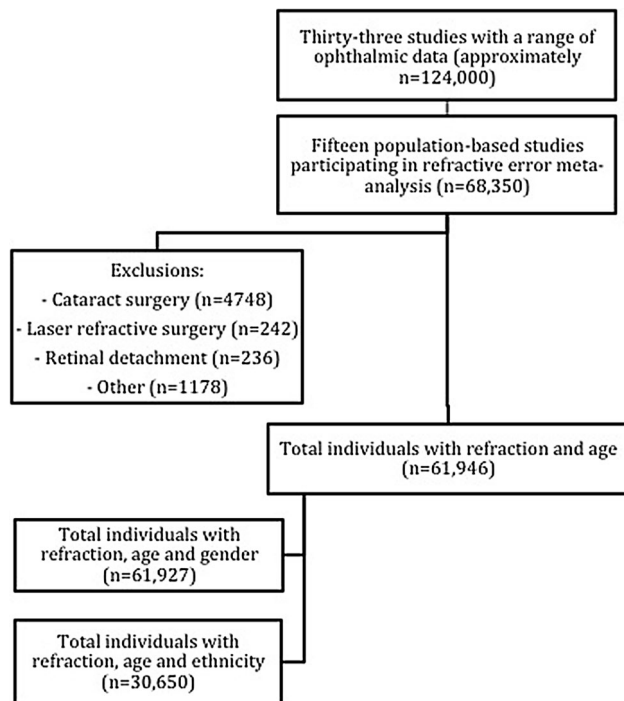 Thirty-three studies with a range of
ophthalmic data (approximately
n=124,000)
Fifteen population-based studies
participating in refractive error meta-
analysis (n=68,350)
Exclusions:
- Cataract surgery (n=4748)
- Laser refractive surgery (n=242)
- Retinal detachment (n=236)
- Other (n=1178)
Total individuals with refraction and age
(n=61,946)
Total individuals with
refraction, age and gender
(n=61,927)
Total individuals with
refraction, age and ethnicity
(n=30,650)